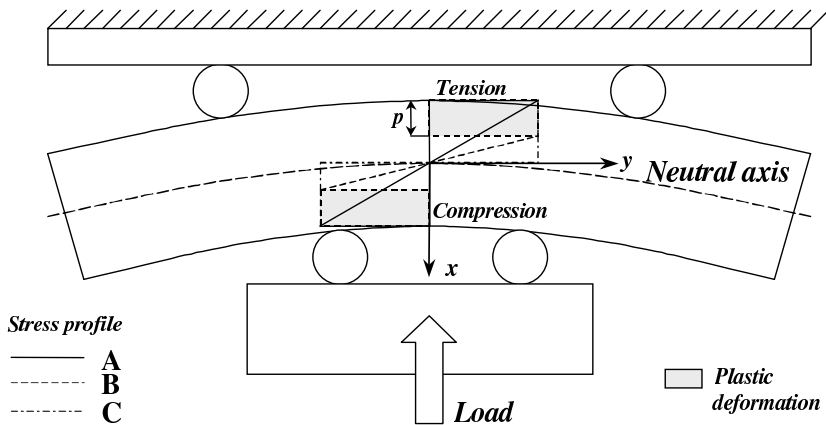 Tension
p
y
Neutral axis
Compression
x
Stress profile
A
B
C
Load
Plastic
deformation